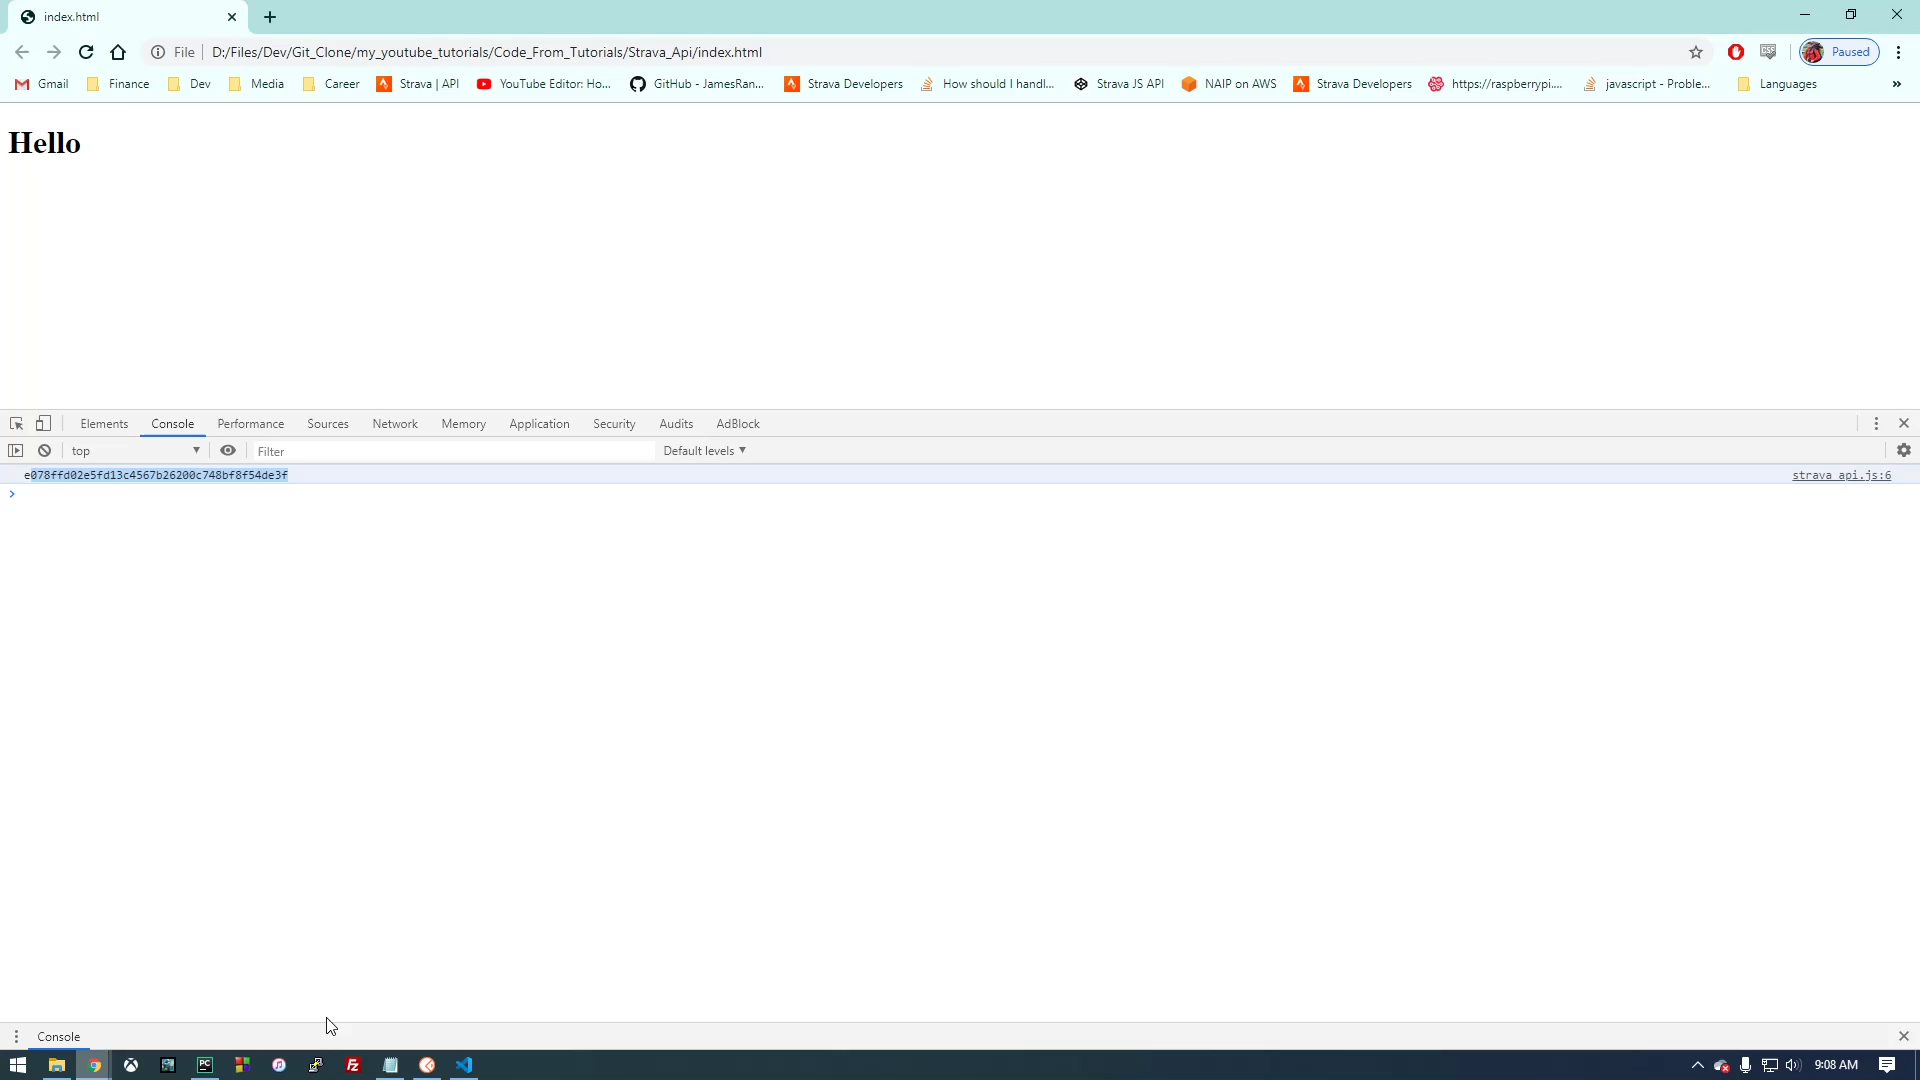 index.html
File D:/Files/Dev/Git_Clone/my_youtube_tutorials/Code_From_Tutorials/Strava_Api/index.html Paused
Gmail Finance Dev Media Career Strava | API YouTube Editor: Ho... GitHub - JamesRan... Strava Developers How should I handl... Strava JS API NAIP on AWS Strava Developers https://raspberrypi.... javascript - Proble... Languages »
Hello
Elements Console Performance Sources Network Memory Application Security Audits AdBlock
top Filter Default levels
e078ffd02e5fd13c4567b26200c748bf8f54de3f strava_api.js:6
Console
9:08 AM